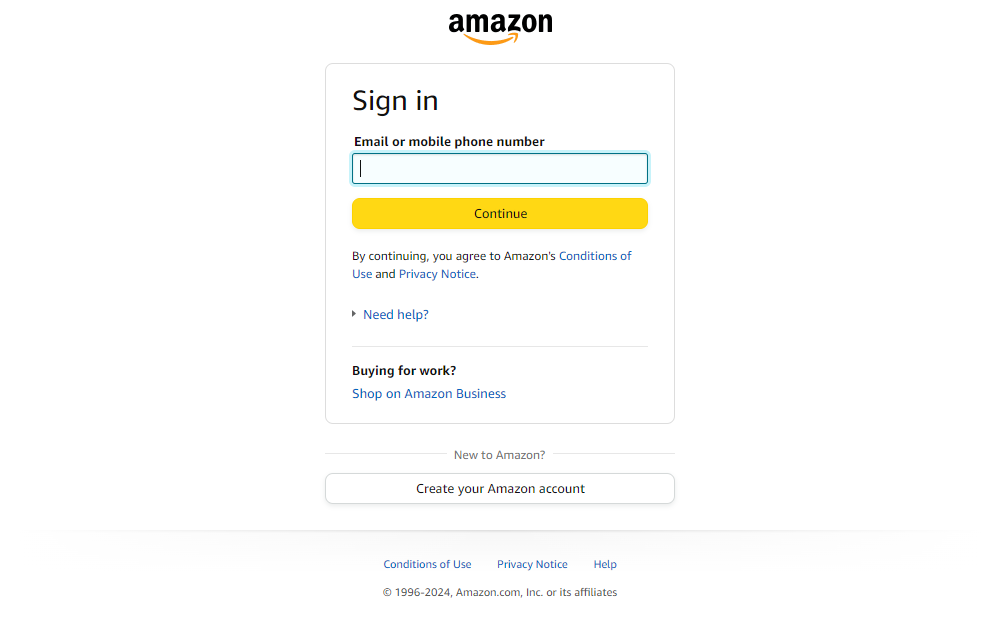 amazon
Sign in
Email or mobile phone number
Continue
By continuing, you agree to Amazon's Conditions of
Use and Privacy Notice.
Need help?
Buying for work?
Shop on Amazon Business
New to Amazon?
Create your Amazon account
Conditions of Use Privacy Notice Help
© 1996-2024, Amazon.com, Inc. or its affiliates